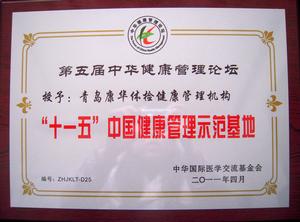 第五届中华健康管理论坛
授予：青岛康华体检健康管理机构
“十一五”中国健康管理示范基地
中华国际医学交流基金会
编号：ZHJKLT-D25
二〇一一年四月